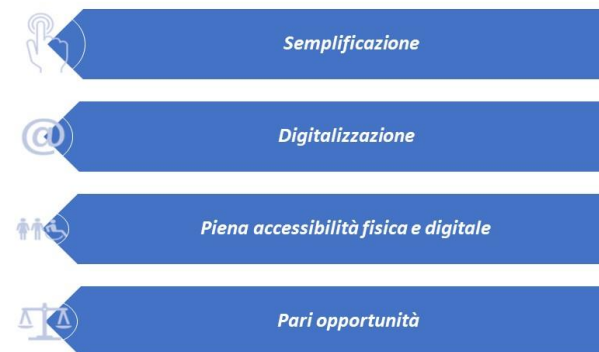 Semplificazione
@
Digitalizzazione
Piena accessibilità fisica e digitale
Pari opportunità